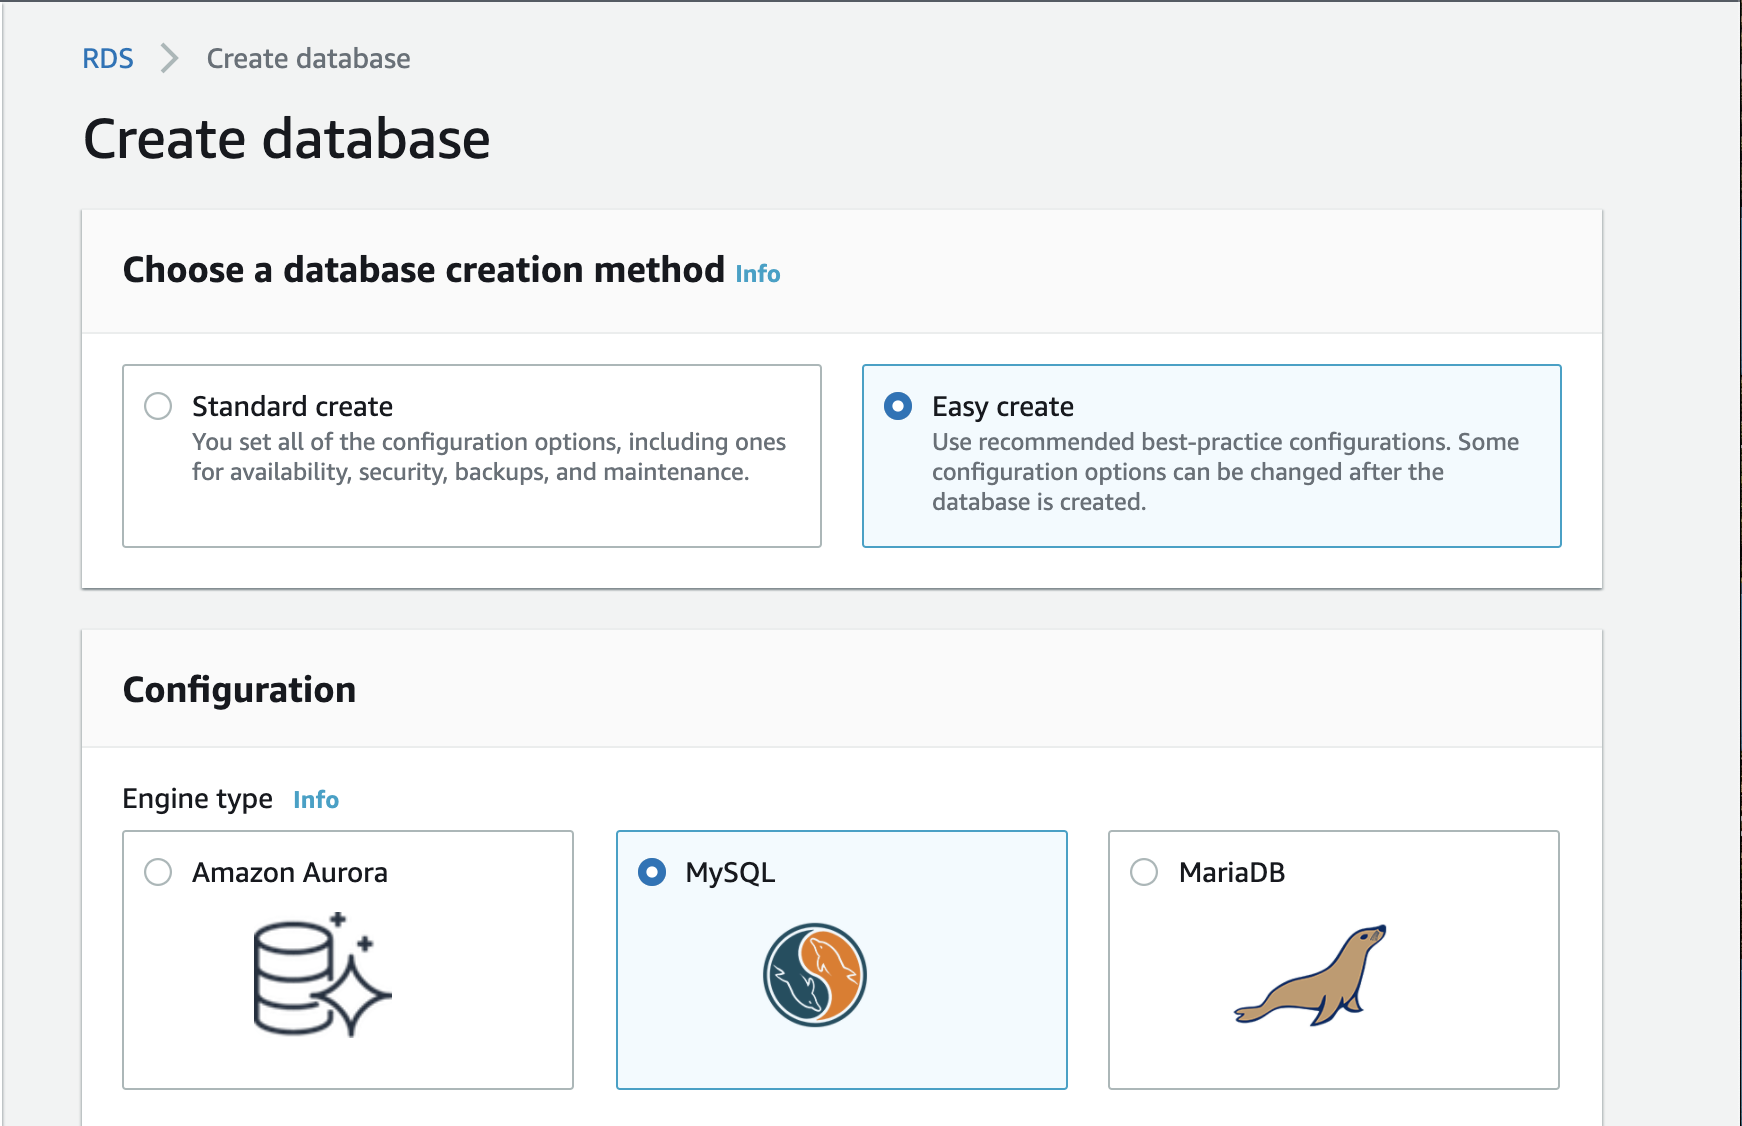 RDS > Create database
Create database
Choose a database creation method Info
Standard create
You set all of the configuration options, including ones
for availability, security, backups, and maintenance.
Easy create
Use recommended best-practice configurations. Some
configuration options can be changed after the
database is created.
Configuration
Engine type Info
Amazon Aurora
MySQL
MariaDB